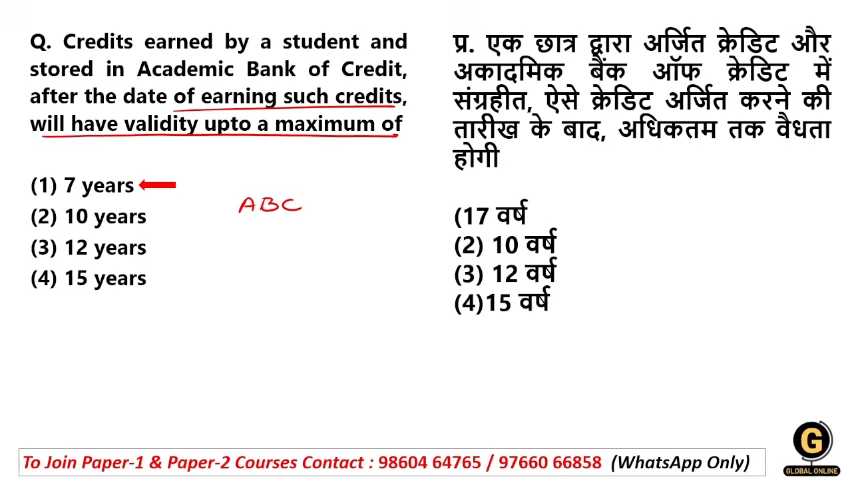 Q. Credits earned by a student and
stored in Academic Bank of Credit,
after the date of earning such credits,
will have validity upto a maximum of
(1) 7 years
(2) 10 years
(3) 12 years
(4) 15 years
ABC
प्र. एक छात्र द्वारा अर्जित क्रेडिट और
अकादमिक बैंक ऑफ क्रेडिट में
संग्रहीत, ऐसे क्रेडिट अर्जित करने की
तारीख के बाद, अधिकतम तक वैधता
होगी
(17 वर्ष
(2) 10 वर्ष
(3) 12 वर्ष
(4)15 वर्ष
To Join Paper-1 & Paper-2 Courses Contact : 98604 64765 / 97660 66858 (WhatsApp Only)
G
GLOBAL ONLINE